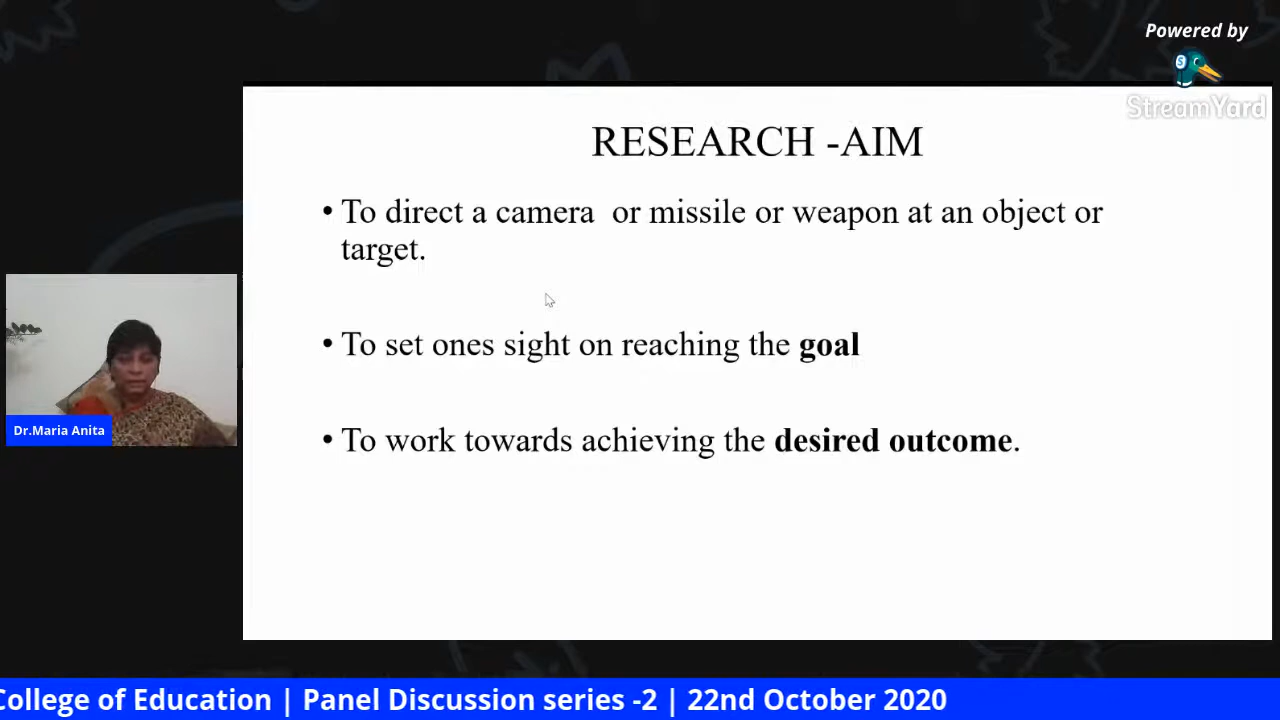 Powered by
StreamYard
RESEARCH -AIM
• To direct a camera or missile or weapon at an object or
target.
• To set ones sight on reaching the goal
• To work towards achieving the desired outcome.
Dr.Maria Anita
College of Education | Panel Discussion series -2 | 22nd October 2020